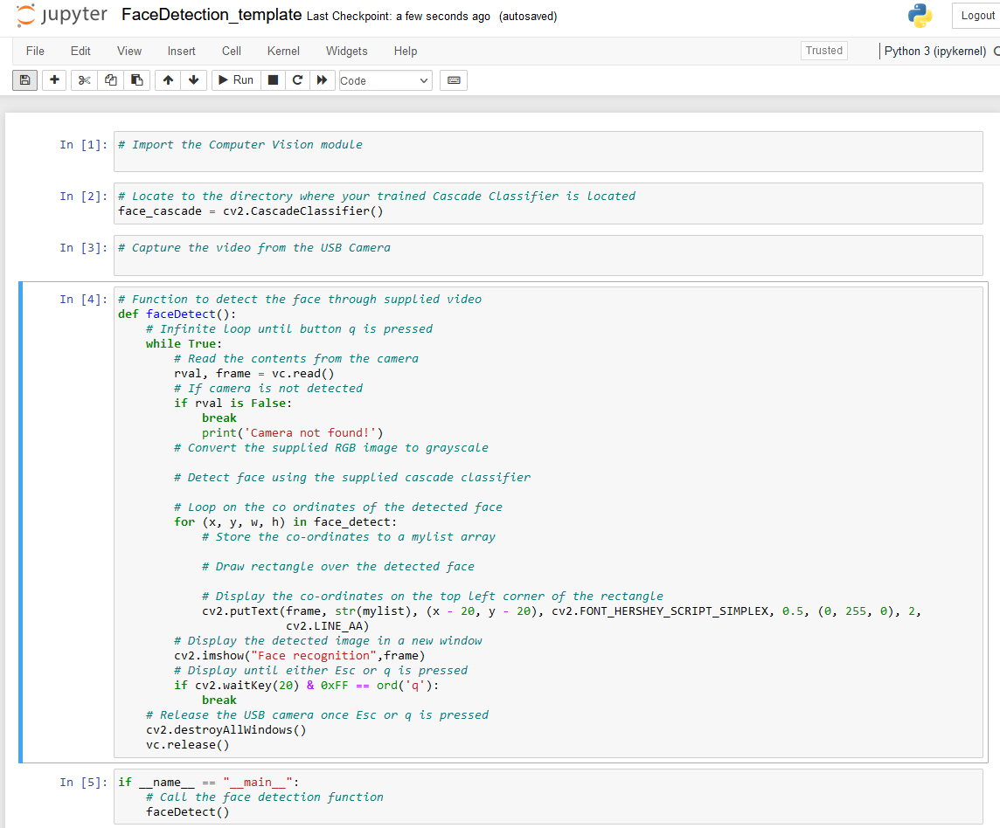 jupyter FaceDetection_template Last Checkpoint: a few seconds ago (autosaved) Logout
File Edit View Insert Cell Kernel Widgets Help Trusted Python 3 (ipykernel)
Run Code
In [1]: # Import the Computer Vision module
In [2]: # Locate to the directory where your trained Cascade Classifier is located
face_cascade = cv2.CascadeClassifier()
In [3]: # Capture the video from the USB Camera
In [4]: # Function to detect the face through supplied video
def faceDetect():
    # Infinite loop until button q is pressed
    while True:
        # Read the contents from the camera
        rval, frame = vc.read()
        # If camera is not detected
        if rval is False:
            break
            print('Camera not found!')
        # Convert the supplied RGB image to grayscale
        # Detect face using the supplied cascade classifier
        # Loop on the co ordinates of the detected face
        for (x, y, w, h) in face_detect:
            # Store the co-ordinates to a mylist array
            # Draw rectangle over the detected face
            # Display the co-ordinates on the top left corner of the rectangle
            cv2.putText(frame, str(mylist), (x - 20, y - 20), cv2.FONT_HERSHEY_SCRIPT_SIMPLEX, 0.5, (0, 255, 0), 2,
                        cv2.LINE_AA)
        # Display the detected image in a new window
        cv2.imshow("Face recognition",frame)
        # Display until either Esc or q is pressed
        if cv2.waitKey(20) & 0xFF == ord('q'):
            break
    # Release the USB camera once Esc or q is pressed
    cv2.destroyAllWindows()
    vc.release()
In [5]: if __name__ == "__main__":
    # Call the face detection function
    faceDetect()